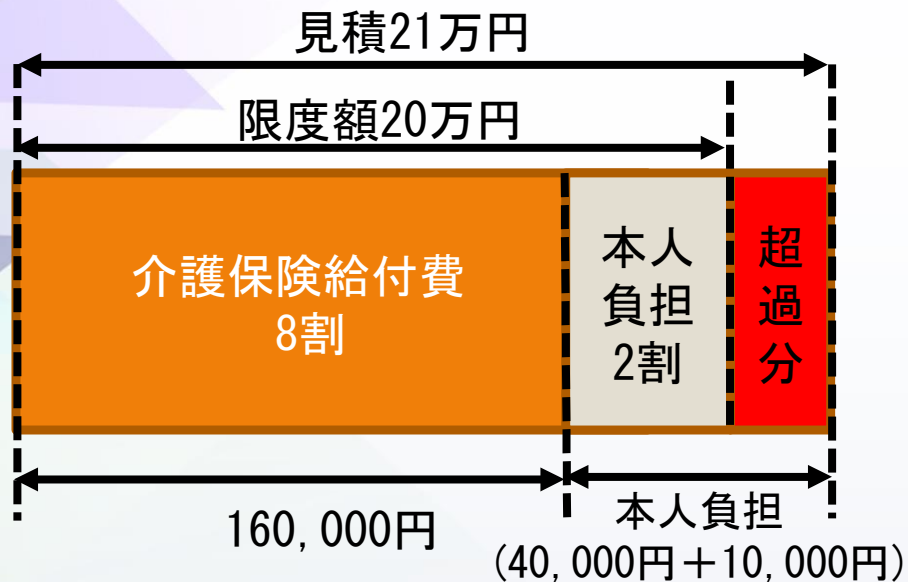 見積21万円
限度額20万円
介護保険給付費
8割
本人
負担
2割
超
過
分
160,000円
本人負担
(40,000円＋10,000円)